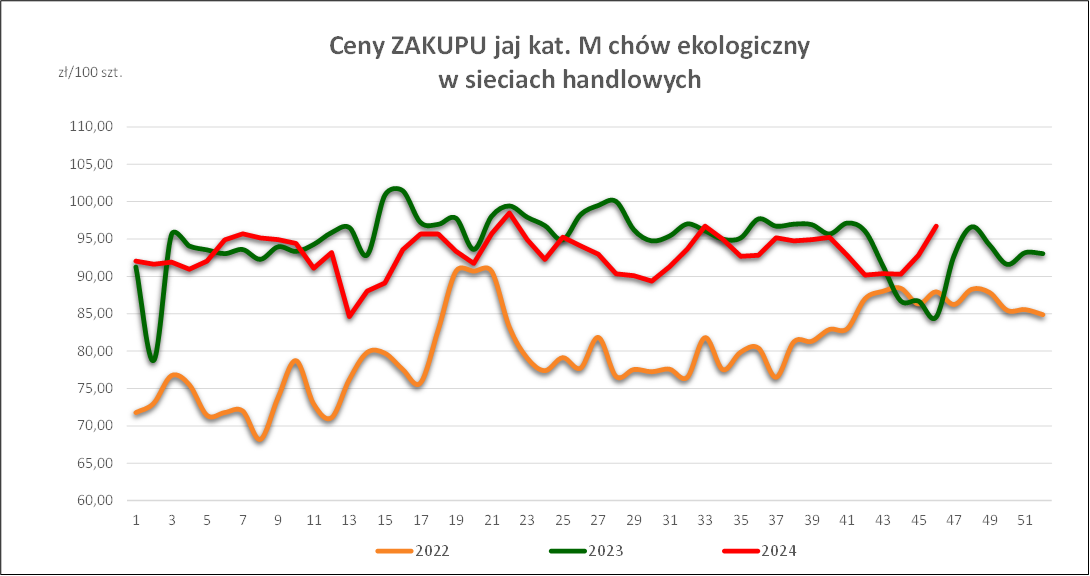 Ceny ZAKUPU jaj kat. M chów ekologiczny
w sieciach handlowych
zł/100 szt.
110,00
105,00
100,00
95,00
90,00
85,00
80,00
75,00
70,00
65,00
60,00
1 3 5 7 9 11 13 15 17 19 21 23 25 27 29 31 33 35 37 39 41 43 45 47 49 51
2022 2023 2024